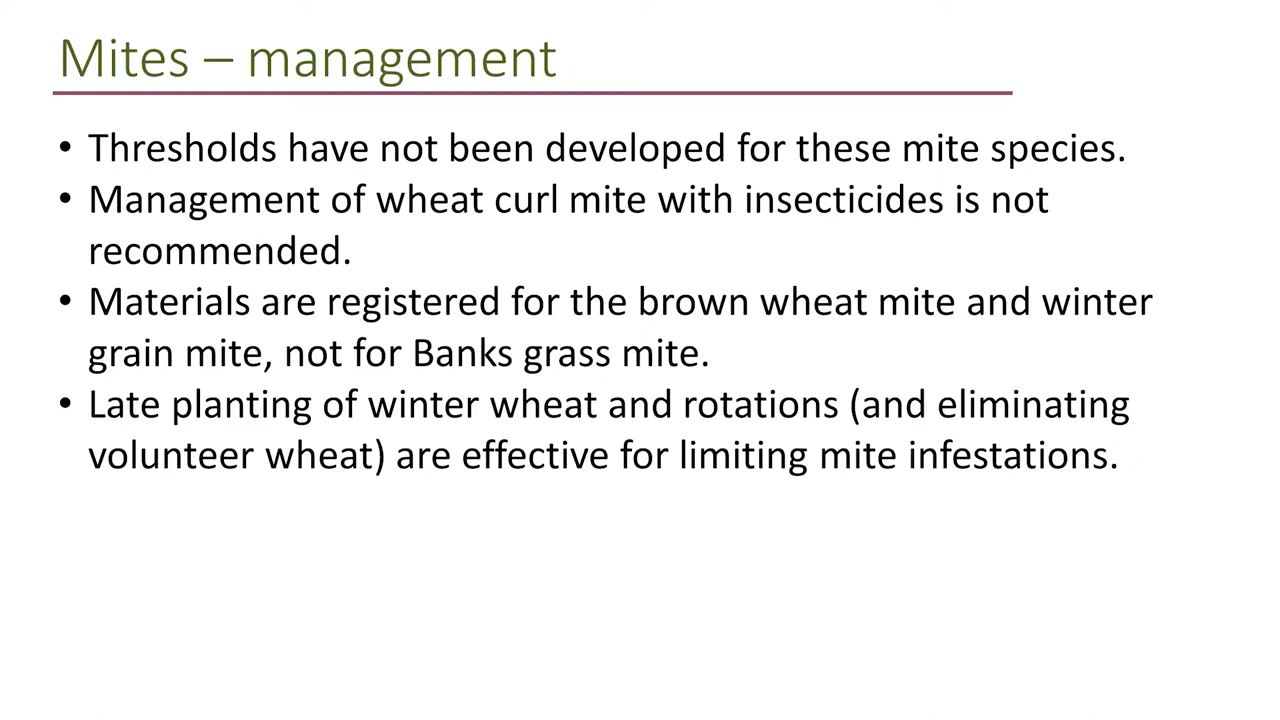 Mites – management
• Thresholds have not been developed for these mite species.
• Management of wheat curl mite with insecticides is not
recommended.
• Materials are registered for the brown wheat mite and winter
grain mite, not for Banks grass mite.
• Late planting of winter wheat and rotations (and eliminating
volunteer wheat) are effective for limiting mite infestations.